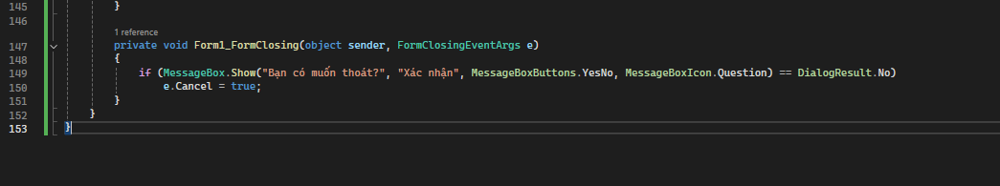 145 }
146
1 reference
147 private void Form1_FormClosing(object sender, FormClosingEventArgs e)
148 {
149 if (MessageBox.Show("Bạn có muốn thoát?", "Xác nhận", MessageBoxButtons.YesNo, MessageBoxIcon.Question) == DialogResult.No)
150 e.Cancel = true;
151 }
152 }
153 }